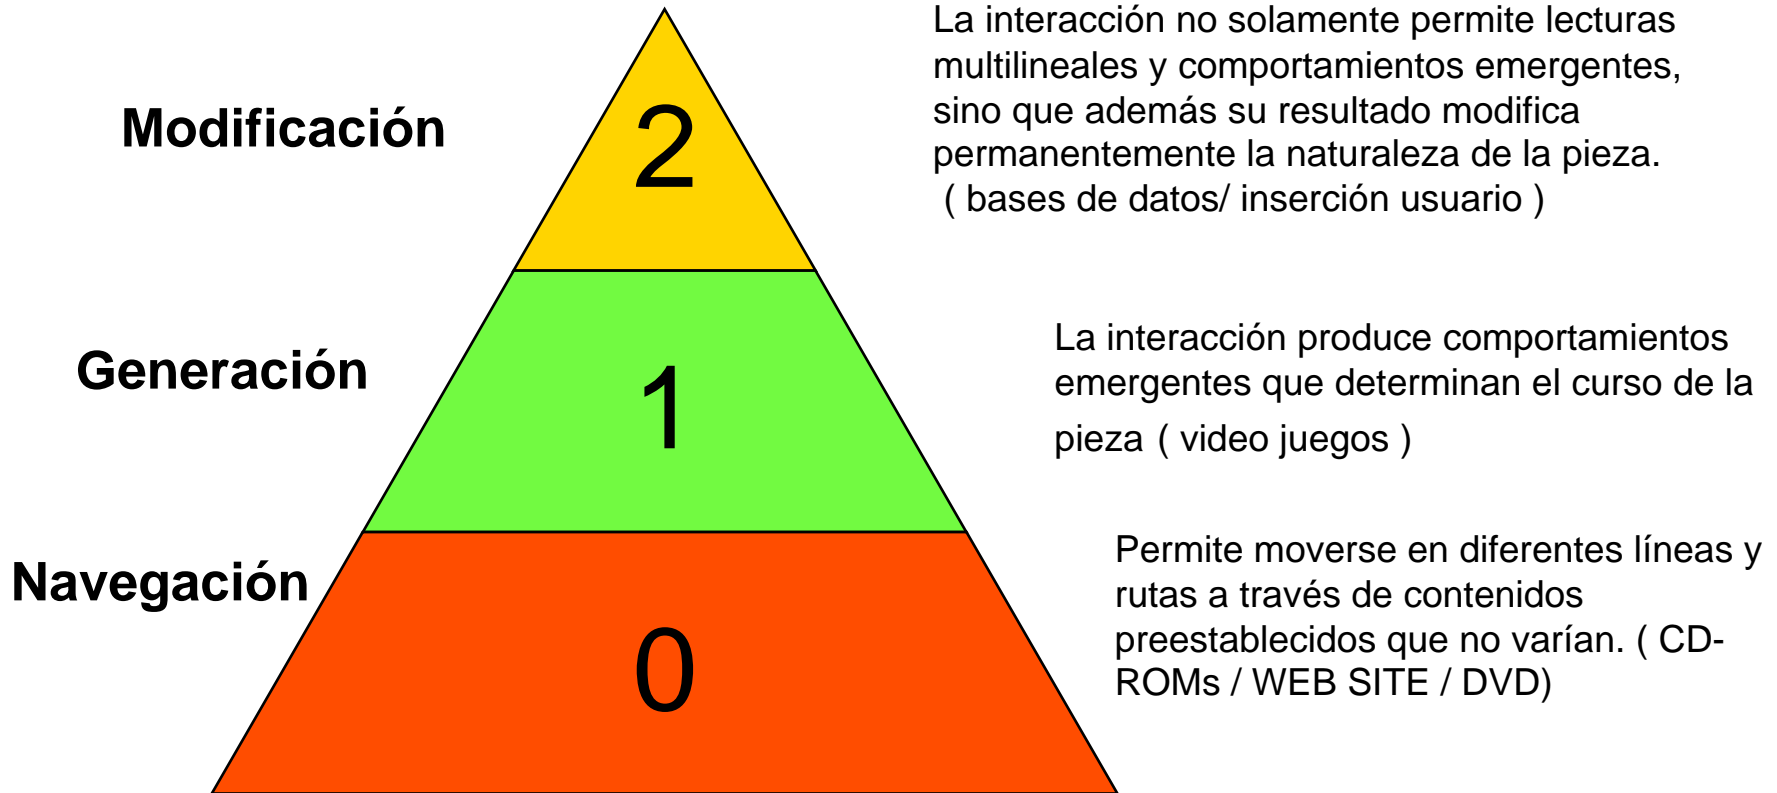 La interacción no solamente permite lecturas
multilineales y comportamientos emergentes,
sino que además su resultado modifica
permanentemente la naturaleza de la pieza.
( bases de datos/ inserción usuario )
Modificación
2
La interacción produce comportamientos
emergentes que determinan el curso de la
pieza ( video juegos )
Generación
1
Permite moverse en diferentes líneas y
rutas a través de contenidos
preestablecidos que no varían. ( CD-
ROMs / WEB SITE / DVD)
Navegación
0